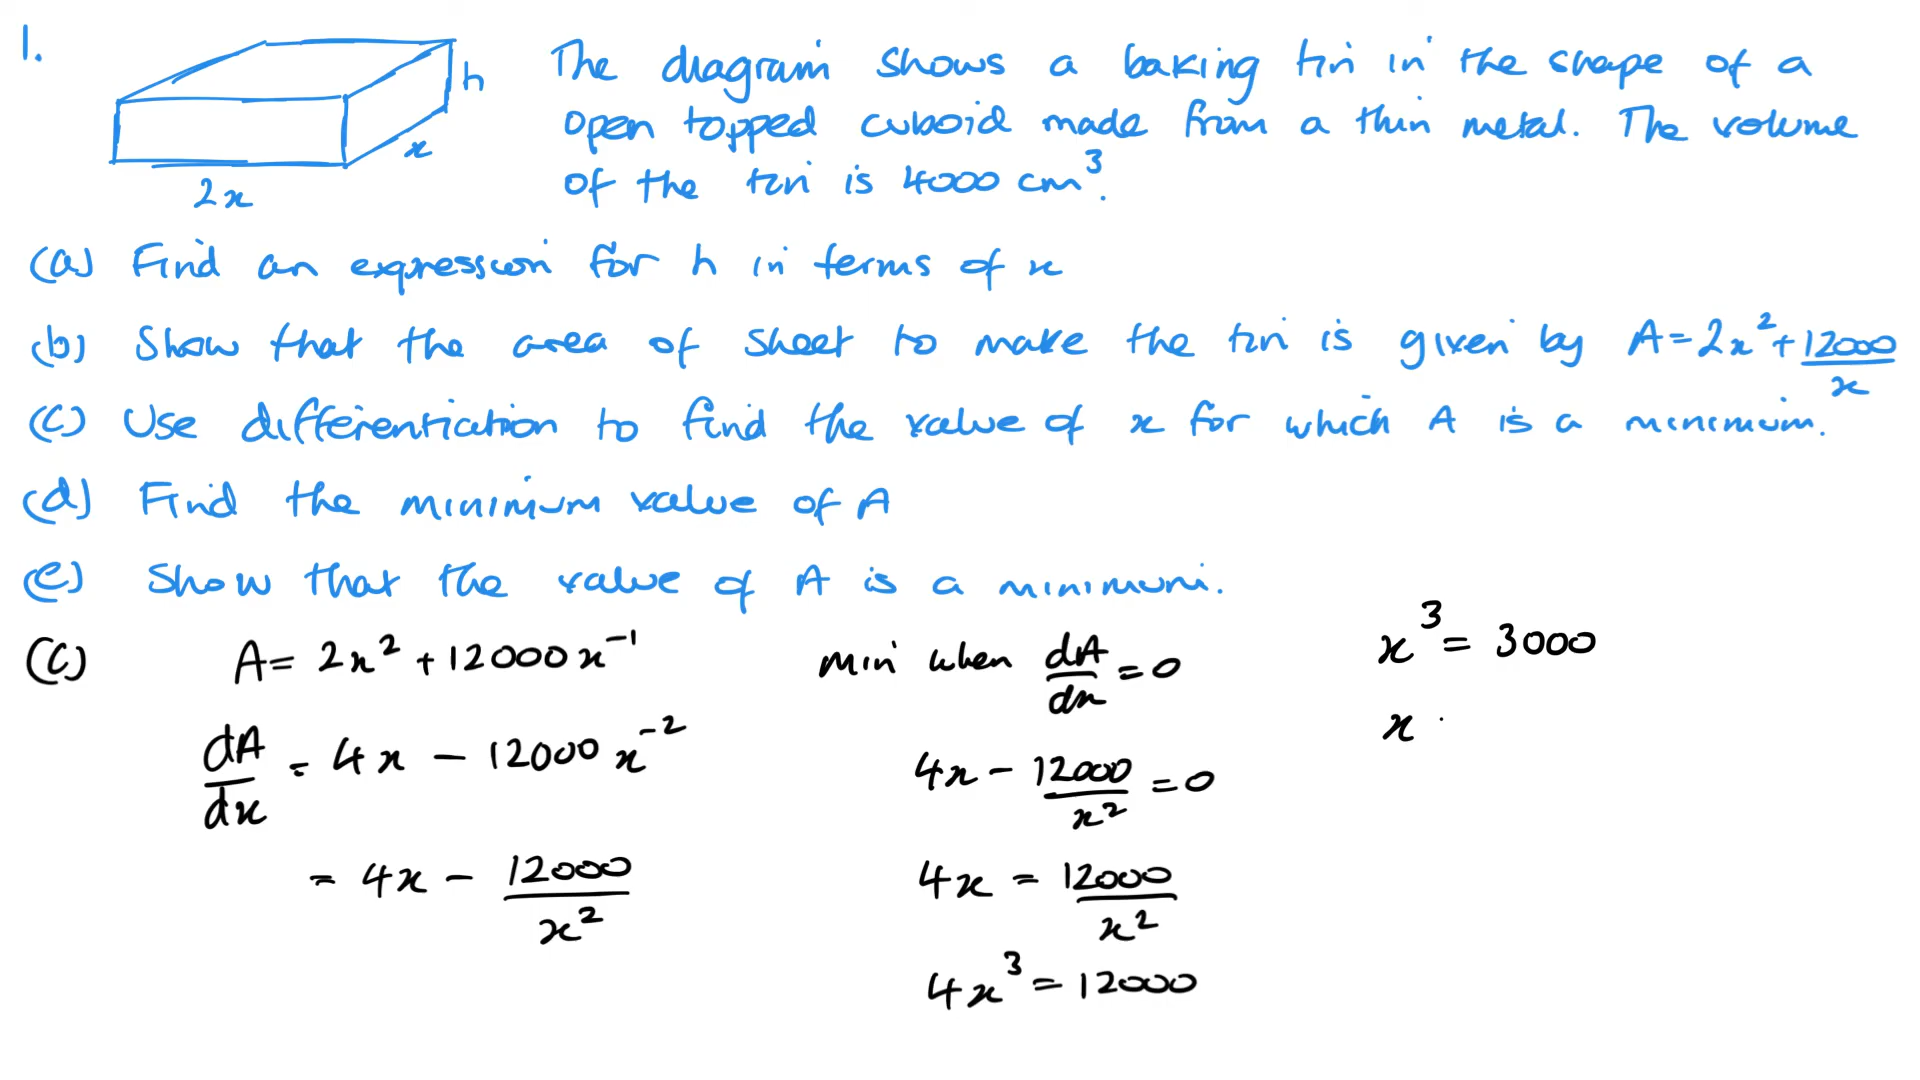 1.
h
x
2x
The diagram shows a baking tin in the shape of a
open topped cuboid made from a thin metal. The volume
of the tin is 4000 cm³.
(a) Find an expression for h in terms of x
(b) Show that the area of sheet to make the tin is given by A = 2x² + 12000/x
(c) Use differentiation to find the value of x for which A is a minimum.
(d) Find the minimum value of A
(e) Show that the value of A is a minimum.
(c) A = 2x² + 12000x⁻¹
dA/dx = 4x - 12000x⁻²
= 4x - 12000/x²
min when dA/dx = 0
4x - 12000/x² = 0
4x = 12000/x²
4x³ = 12000
x³ = 3000
x